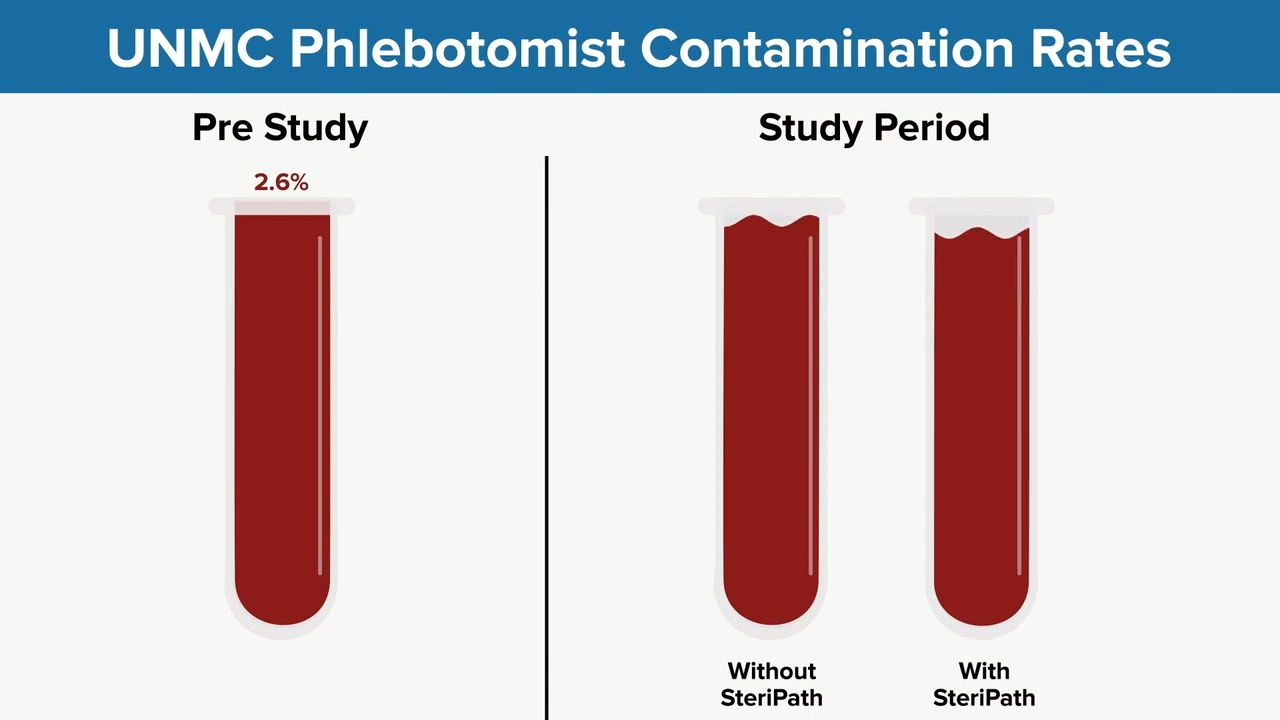 UNMC Phlebotomist Contamination Rates
Pre Study
2.6%
Study Period
Without
SteriPath
With
SteriPath